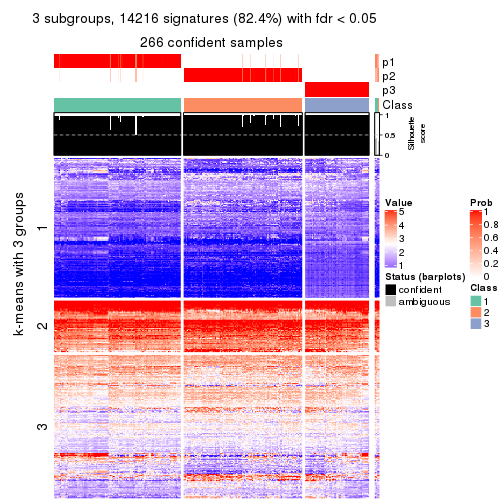 3 subgroups, 14216 signatures (82.4%) with fdr < 0.05
266 confident samples
p1
p2
p3
Class
1
0.5
0
Silhouette
score
k-means with 3 groups
1
2
3
Value
5
4
3
2
1
Status (barplots)
confident
ambiguous
Prob
1
0.8
0.6
0.4
0.2
0
Class
1
2
3